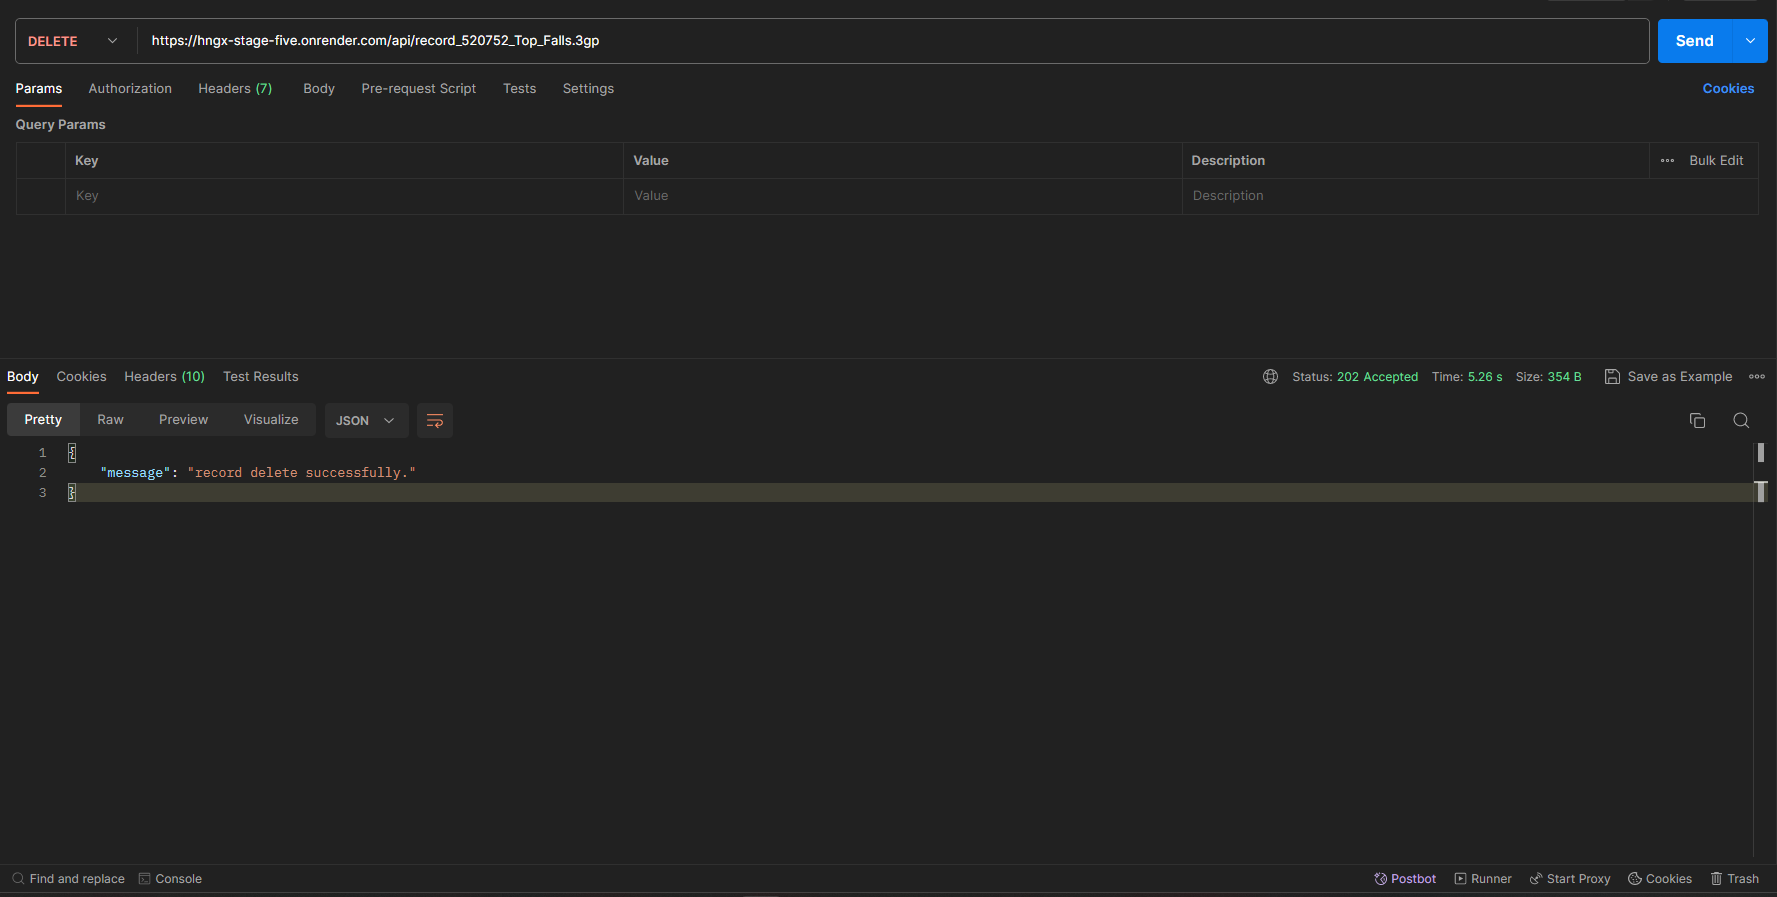 DELETE https://hngx-stage-five.onrender.com/api/record_520752_Top_Falls.3gp Send
Params Authorization Headers (7) Body Pre-request Script Tests Settings Cookies
Query Params
Key Value Description Bulk Edit
Key Value Description
Body Cookies Headers (10) Test Results Status: 202 Accepted Time: 5.26 s Size: 354 B Save as Example
Pretty Raw Preview Visualize JSON
1 {
2 "message": "record delete successfully."
3 }
Find and replace Console Postbot Runner Start Proxy Cookies Trash